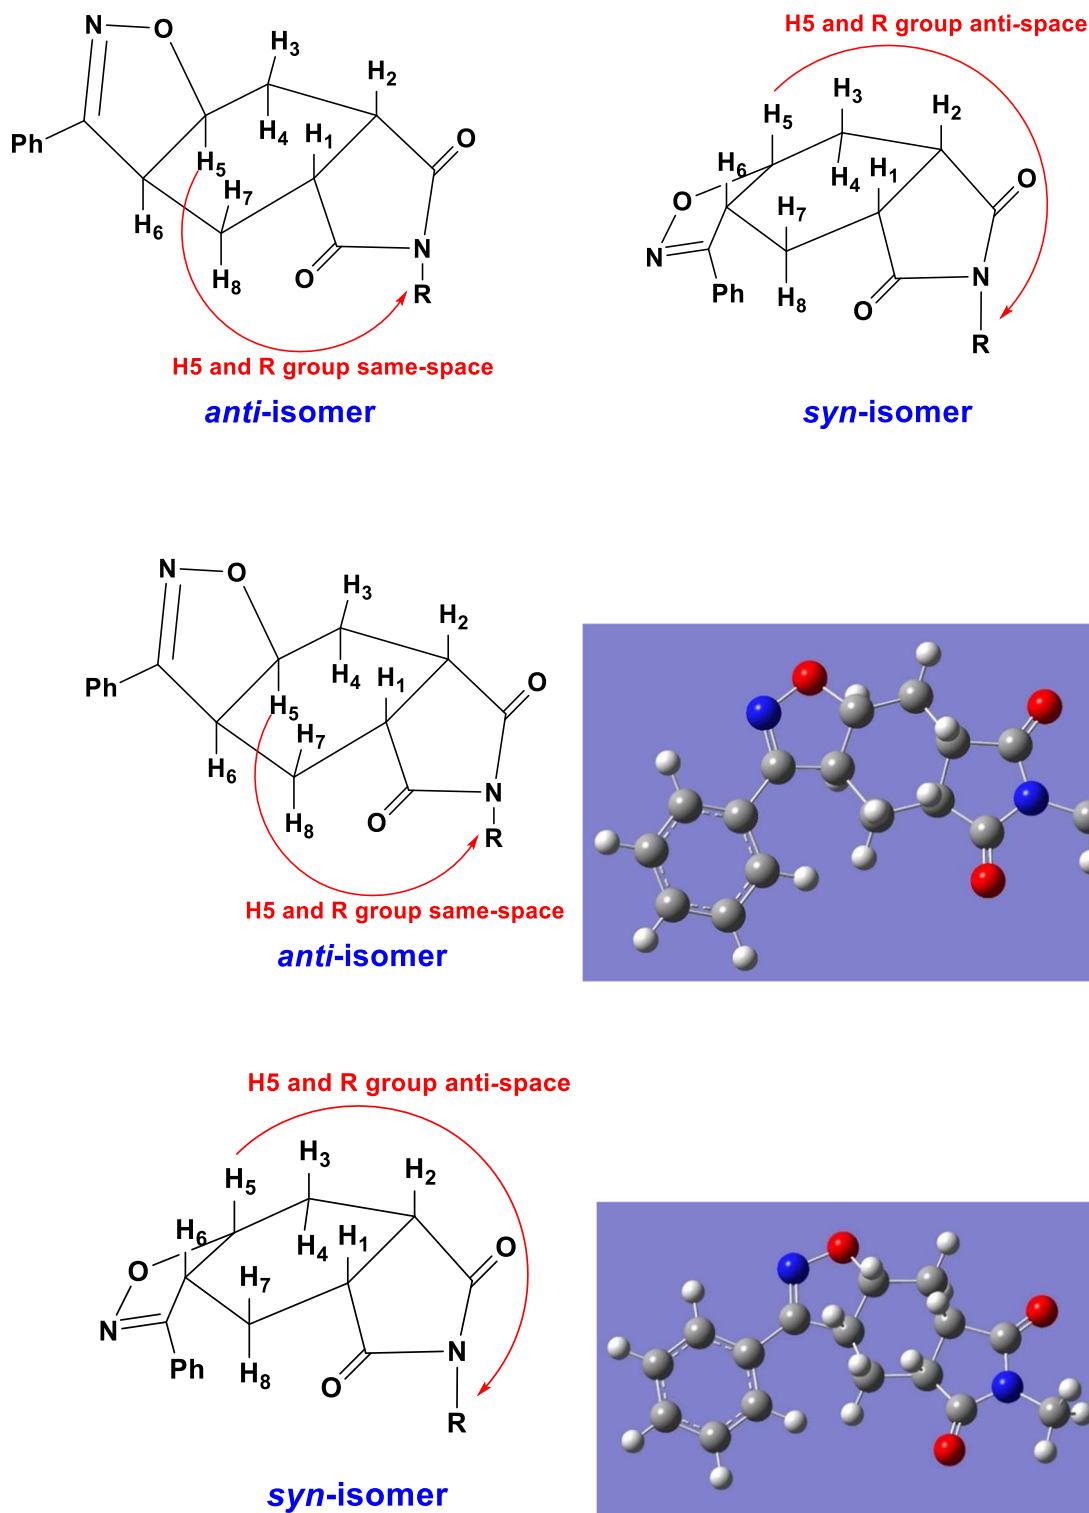 N O
H3
H2
Ph
H4 H1
O
H5
H7
H6
N
O
H8
R
H5 and R group same-space
anti-isomer
H5 and R group anti-space
H3
H2
H5
H6
H1
O
H4
O
H7
N
Ph
H8
O
N
R
syn-isomer
N O
H3
H2
H4 H1
O
Ph
H5
H7
H6
N
O
H8
R
H5 and R group same-space
anti-isomer
H5 and R group anti-space
H3
H2
H5
H6
H4
H1
O
O
H7
N
N
Ph
H8
O
R
syn-isomer